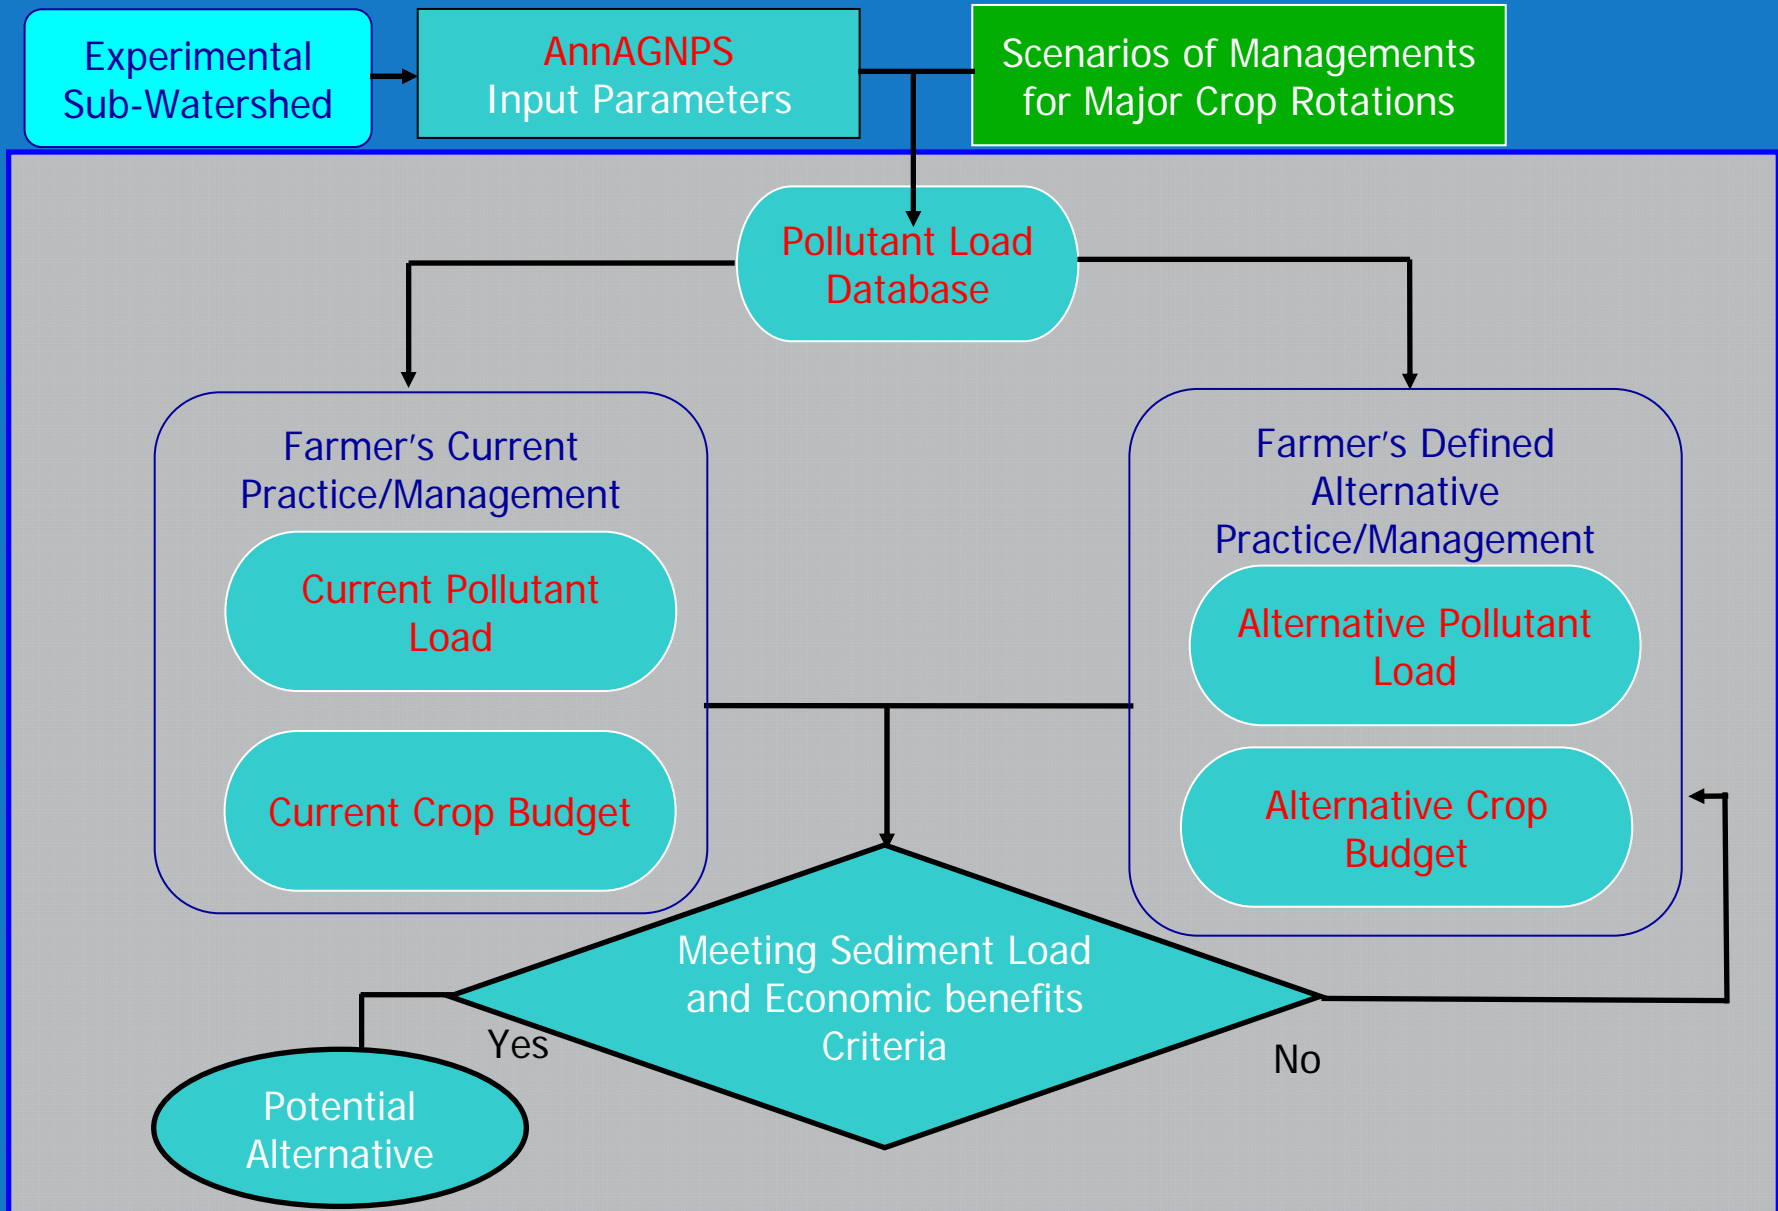 Experimental
Sub-Watershed
AnnAGNPS
Input Parameters
Scenarios of Managements
for Major Crop Rotations
Pollutant Load
Database
Farmer's Current
Practice/Management
Current Pollutant
Load
Current Crop Budget
Farmer's Defined
Alternative
Practice/Management
Alternative Pollutant
Load
Alternative Crop
Budget
Meeting Sediment Load
and Economic benefits
Criteria
Yes
No
Potential
Alternative